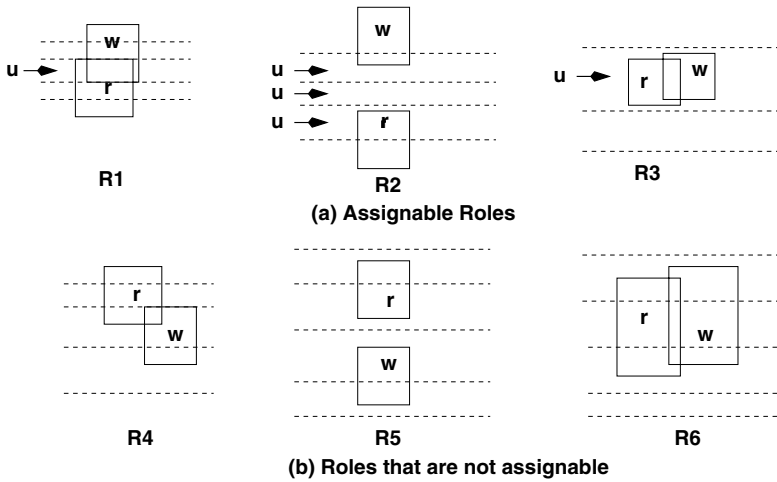 w
u
r
R1
w
u
u
u
r
R2
u
r
w
R3
(a) Assignable Roles
r
w
R4
r
w
R5
r
w
R6
(b) Roles that are not assignable